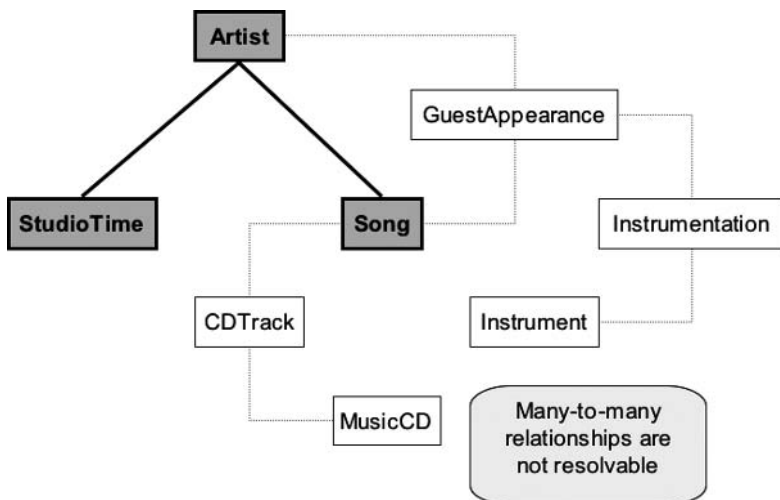 Artist
GuestAppearance
StudioTime
Song
Instrumentation
CDTrack
Instrument
MusicCD
Many-to-many
relationships are
not resolvable